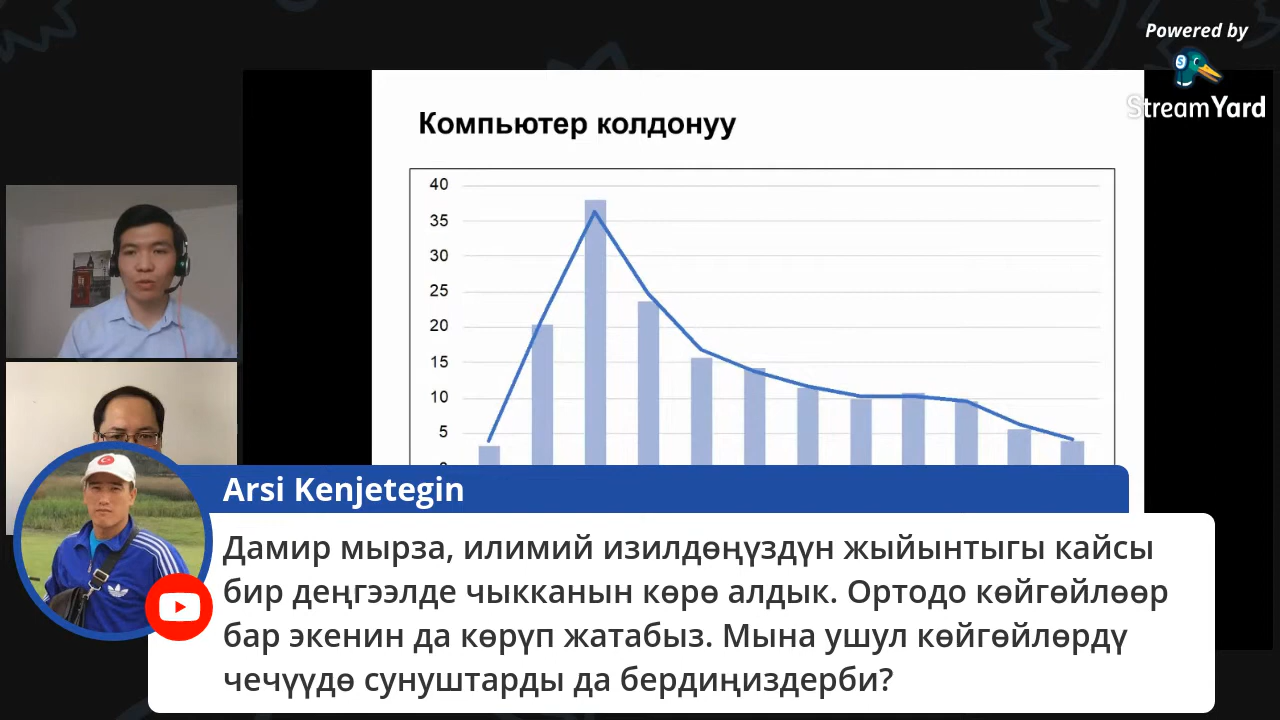 Powered by
StreamYard
Компьютер колдонуу
40
35
30
25
20
15
10
5
Arsi Kenjetegin
Дамир мырза, илимий изилдөңүздүн жыйынтыгы кайсы
бир деңгээлде чыкканын көрө алдык. Ортодо көйгөйлөөр
бар экенин да көрүп жатабыз. Мына ушул көйгөйлөрдү
чечүүдө сунуштарды да бердиңиздерби?